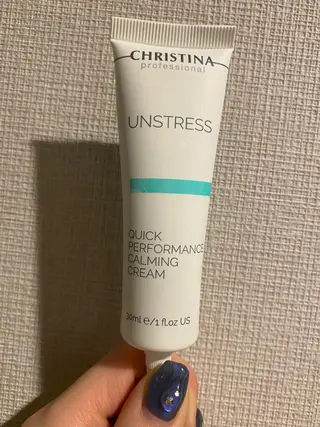 CHRISTINA
professional
UNSTRESS
QUICK
PERFORMANCE
CALMING
CREAM
30ml e/1 fl.oz US